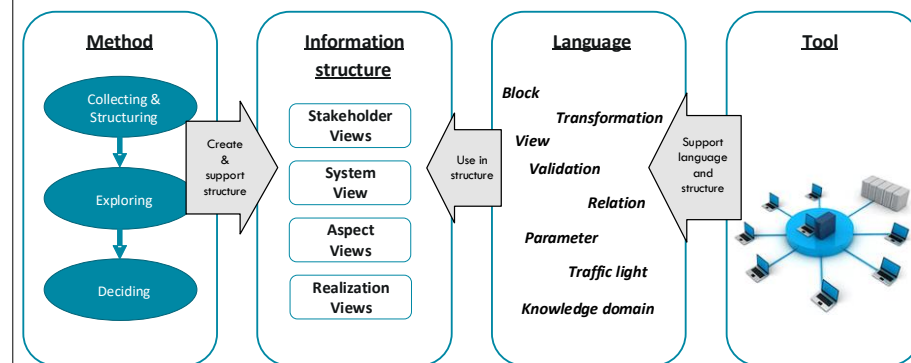 Method
Collecting &
Structuring
Exploring
Deciding
Create
&
support
structure
Information
structure
Stakeholder
Views
System
View
Aspect
Views
Realization
Views
Use in
structure
Language
Block
Transformation
View
Validation
Relation
Parameter
Traffic light
Knowledge domain
Support
language
and
structure
Tool